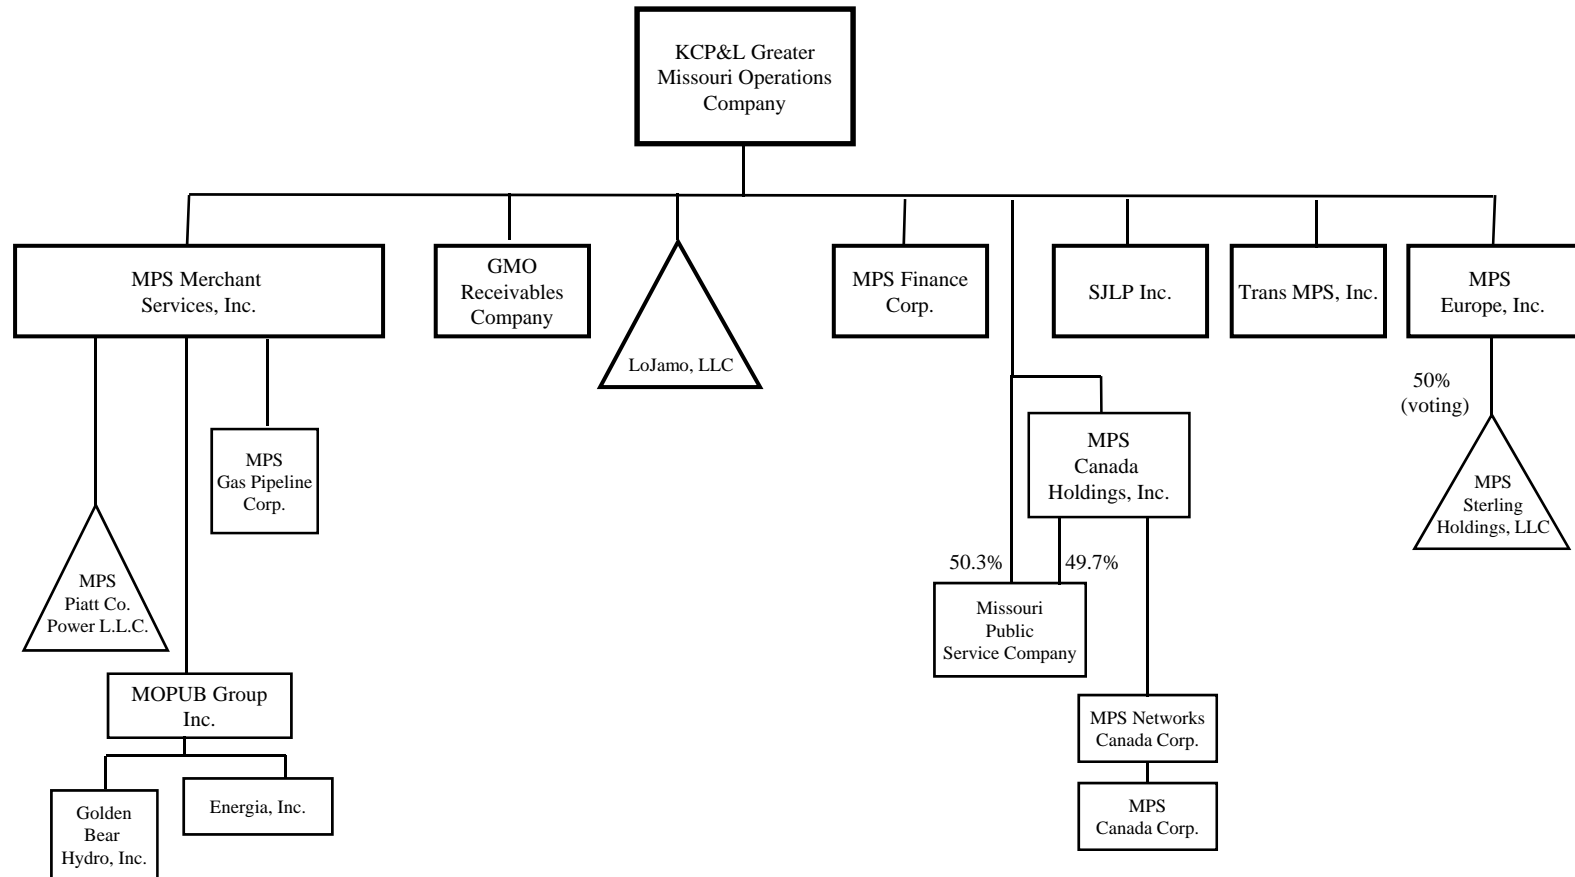 KCP&L Greater
Missouri Operations
Company
MPS Merchant
Services, Inc.
GMO
Receivables
Company
LoJamo, LLC
MPS Finance
Corp.
SJLP Inc.
Trans MPS, Inc.
MPS
Europe, Inc.
50%
(voting)
MPS
Gas Pipeline
Corp.
MPS
Canada
Holdings, Inc.
MPS
Sterling
Holdings, LLC
50.3%
49.7%
MPS
Piatt Co.
Power L.L.C.
Missouri
Public
Service Company
MOPUB Group
Inc.
MPS Networks
Canada Corp.
Golden
Bear
Hydro, Inc.
Energia, Inc.
MPS
Canada Corp.